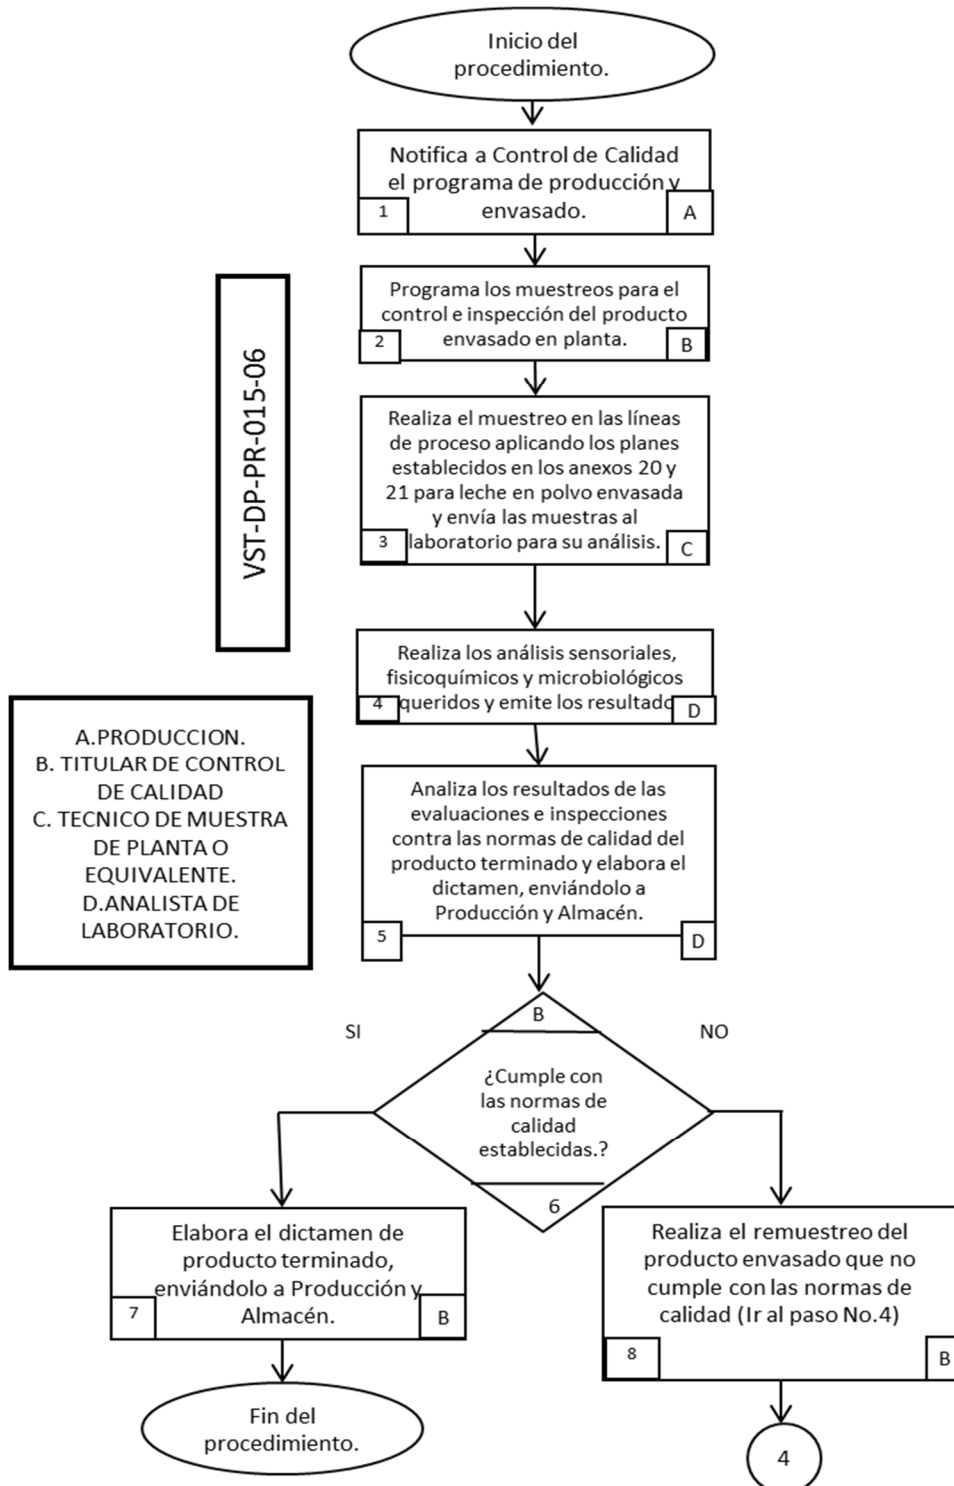 Inicio del
procedimiento.
Notifica a Control de Calidad
el programa de producción y
envasado.
1
A
Programa los muestreos para el
control e inspección del producto
envasado en planta.
2
B
VST-DP-PR-015-06
Realiza el muestreo en las líneas
de proceso aplicando los planes
establecidos en los anexos 20 y
21 para leche en polvo envasada
y envía las muestras al
laboratorio para su análisis.
3
C
Realiza los análisis sensoriales,
fisicoquímicos y microbiológicos
queridos y emite los resultado
4
D
A.PRODUCCION.
B. TITULAR DE CONTROL
DE CALIDAD
C. TECNICO DE MUESTRA
DE PLANTA O
EQUIVALENTE.
D.ANALISTA DE
LABORATORIO.
Analiza los resultados de las
evaluaciones e inspecciones
contra las normas de calidad del
producto terminado y elabora el
dictamen, enviándolo a
Producción y Almacén.
5
D
B
SI
NO
¿Cumple con
las normas de
calidad
establecidas.?
6
Elabora el dictamen de
producto terminado,
enviándolo a Producción y
Almacén.
7
B
Realiza el remuestreo del
producto envasado que no
cumple con las normas de
calidad (Ir al paso No.4)
8
B
Fin del
procedimiento.
4